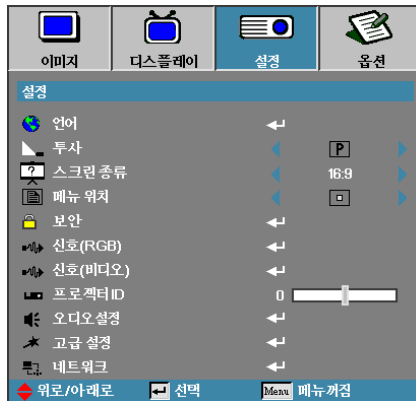 이미지 디스플레이 설정 옵션
설정
언어
투사 P
스크린 종류 16:9
메뉴 위치
보안
신호(RGB)
신호(비디오)
프로젝터 ID 0
오디오설정
고급 설정
네트워크
위로/아래로 선택 Menu 메뉴꺼짐